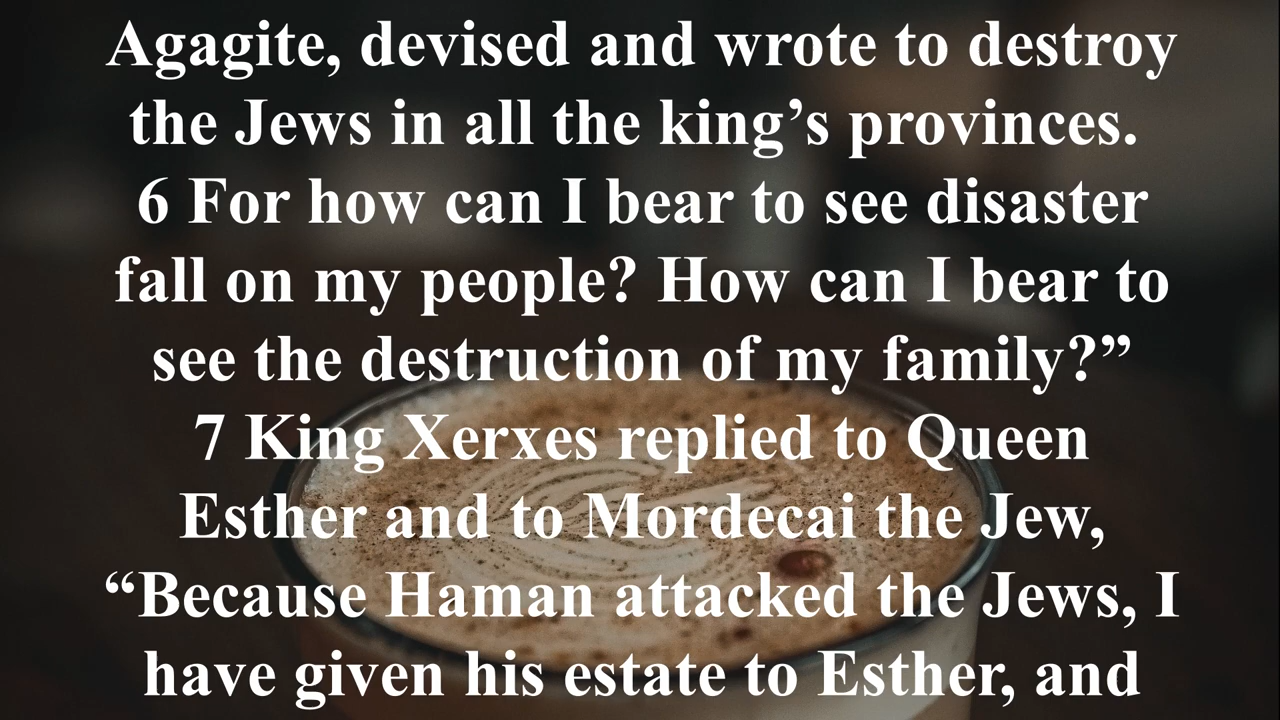 Agagite, devised and wrote to destroy
the Jews in all the king’s provinces.
6 For how can I bear to see disaster
fall on my people? How can I bear to
see the destruction of my family?”
7 King Xerxes replied to Queen
Esther and to Mordecai the Jew,
“Because Haman attacked the Jews, I
have given his estate to Esther, and